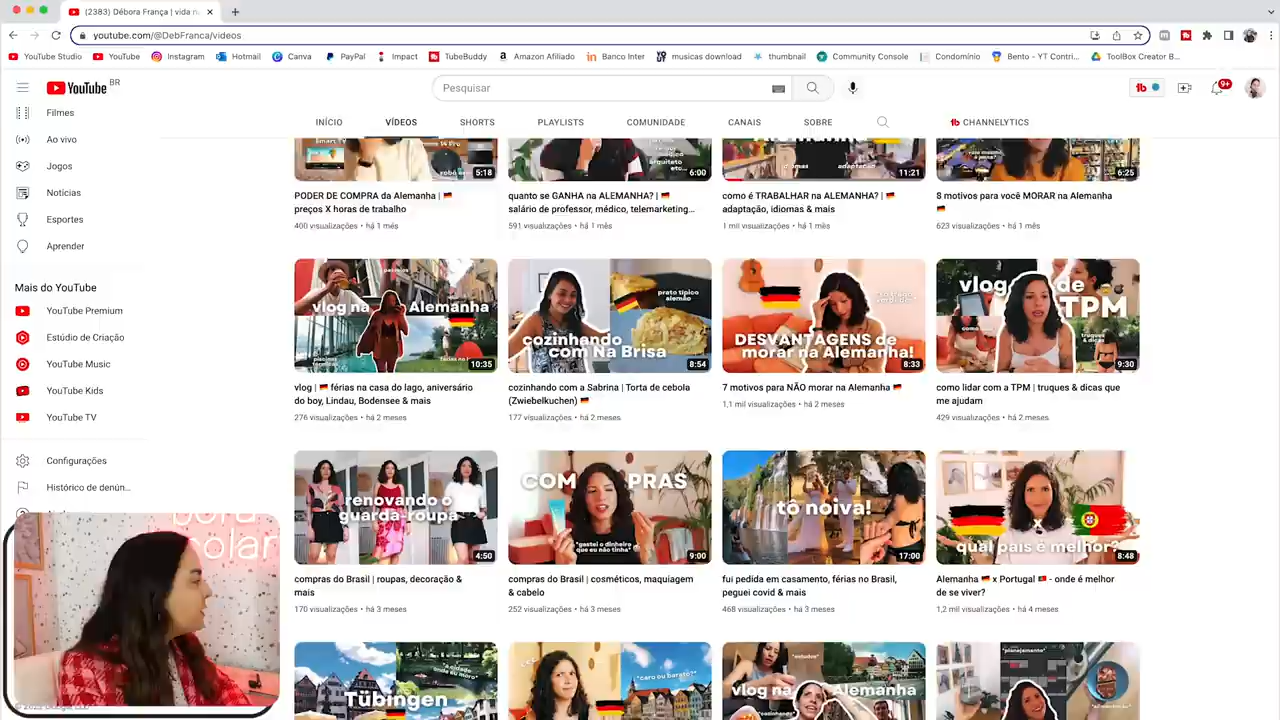 (2383) Débora França | vida n
youtube.com/@DebFranca/videos
YouTube Studio
YouTube
Instagram
Hotmail
Canva
PayPal
Impact
TubeBuddy
Amazon Afiliado
Banco Inter
musicas download
thumbnail
Community Console
Condomínio
Bento - YT Contri...
ToolBox Creator B...
YouTube BR
Pesquisar
tb
9+
INÍCIO
VÍDEOS
SHORTS
PLAYLISTS
COMUNIDADE
CANAIS
SOBRE
CHANNELYTICS
Filmes
Ao vivo
Jogos
Notícias
Esportes
Aprender
Mais do YouTube
YouTube Premium
Estúdio de Criação
YouTube Music
YouTube Kids
YouTube TV
Configurações
Histórico de denún...
5:18
6:00
11:21
6:25
PODER DE COMPRA da Alemanha |
preços X horas de trabalho
400 visualizações • há 1 mês
quanto se GANHA na ALEMANHA? |
salário de professor, médico, telemarketing...
591 visualizações • há 1 mês
como é TRABALHAR na ALEMANHA? |
adaptação, idiomas & mais
1 mil visualizações • há 1 mês
8 motivos para você MORAR na Alemanha
623 visualizações • há 1 mês
vlog na Alemanha
10:35
prato típico
alemão
cozinhando
com Na Brisa
8:54
DESVANTAGENS de
morar na Alemanha!
8:33
vlog de
TPM
truques
& dicas
9:30
vlog | férias na casa do lago, aniversário
do boy, Lindau, Bodensee & mais
276 visualizações • há 2 meses
cozinhando com a Sabrina | Torta de cebola
(Zwiebelkuchen)
177 visualizações • há 2 meses
7 motivos para NÃO morar na Alemanha
1,1 mil visualizações • há 2 meses
como lidar com a TPM | truques & dicas que
me ajudam
429 visualizações • há 2 meses
renovando o
guarda-roupa
4:50
COM PRAS
*gastei o dinheiro
que eu não tinha*
9:00
tô noiva!
17:00
x
qual país é melhor?
8:48
compras do Brasil | roupas, decoração &
mais
170 visualizações • há 3 meses
compras do Brasil | cosméticos, maquiagem
& cabelo
252 visualizações • há 3 meses
fui pedida em casamento, férias no Brasil,
peguei covid & mais
468 visualizações • há 3 meses
Alemanha x Portugal - onde é melhor
de se viver?
1,2 mil visualizações • há 4 meses
Tübingen
*caro ou barato?*
*estudos*
vlog na Alemanha
*planejamento*